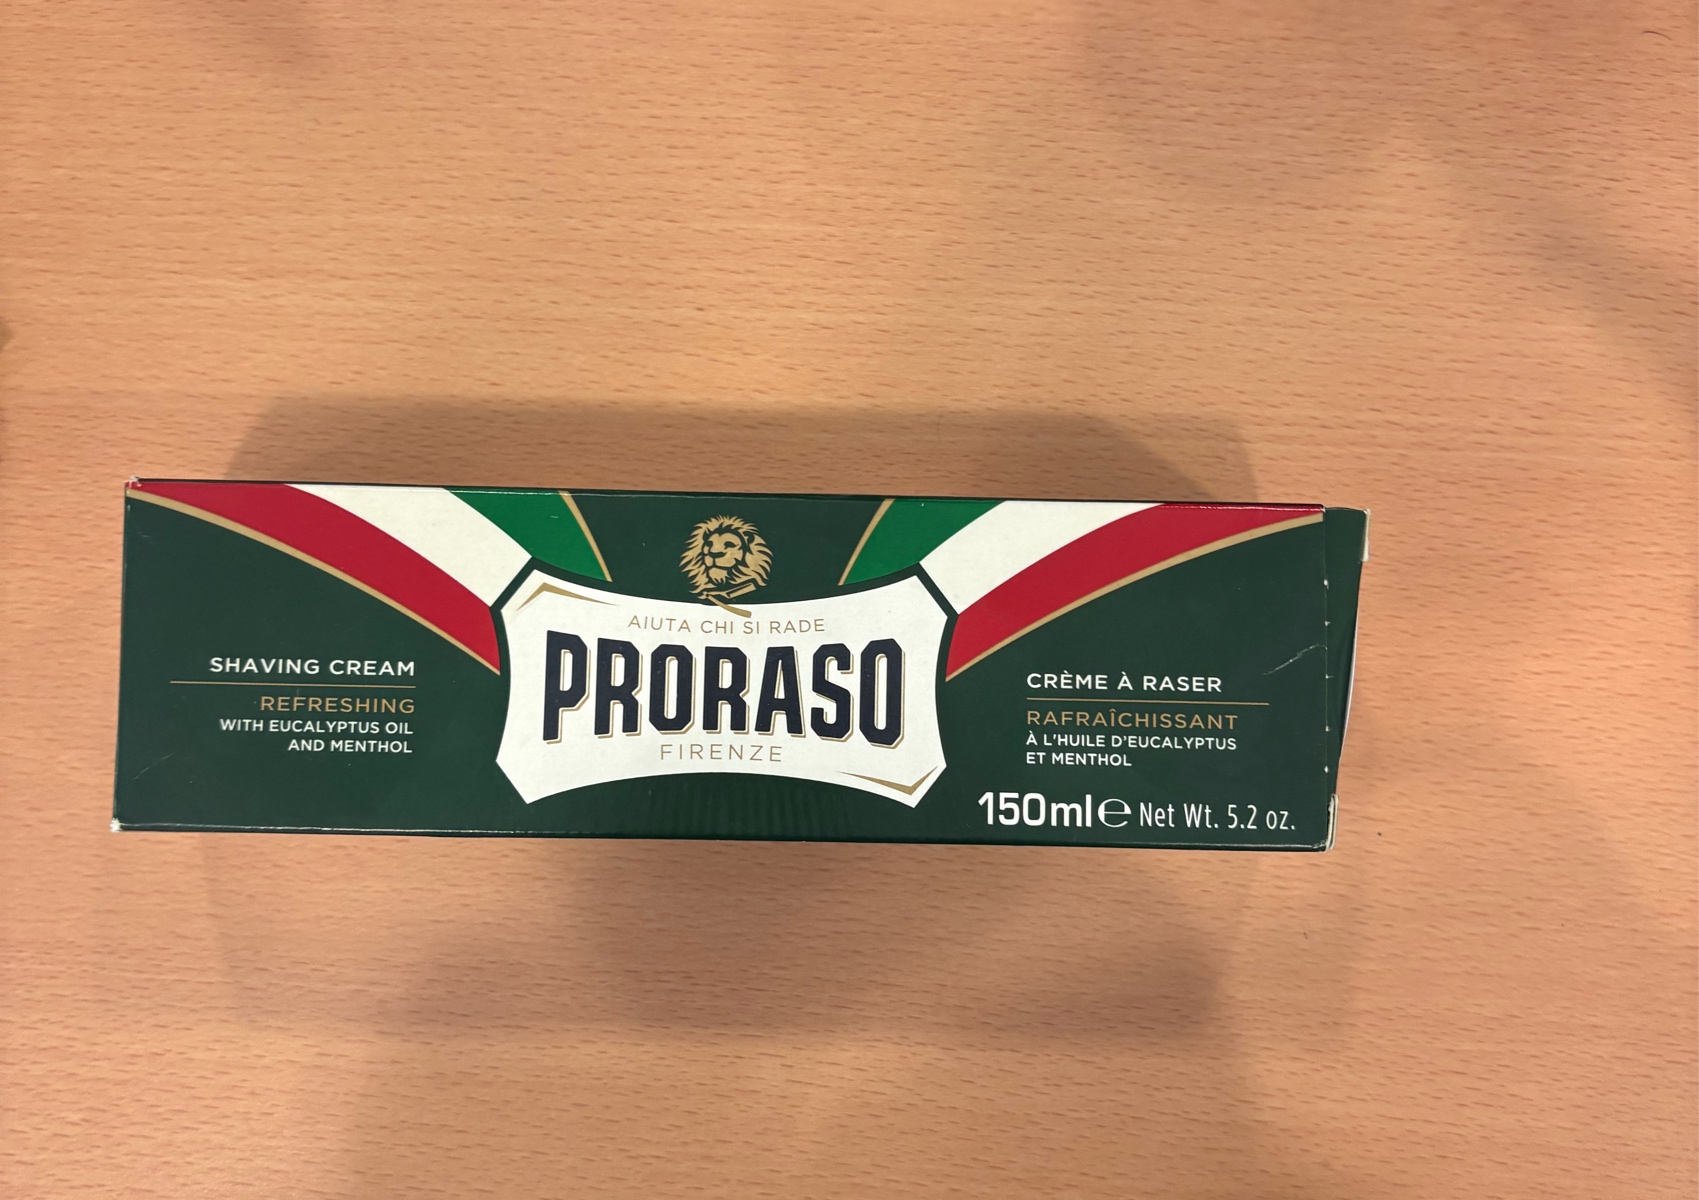 AIUTA CHI SI RADE
PRORASO
FIRENZE
SHAVING CREAM
REFRESHING
WITH EUCALYPTUS OIL
AND MENTHOL
CRÈME À RASER
RAFRAÎCHISSANT
À L'HUILE D'EUCALYPTUS
ET MENTHOL
150ml℮ Net Wt. 5.2 oz.